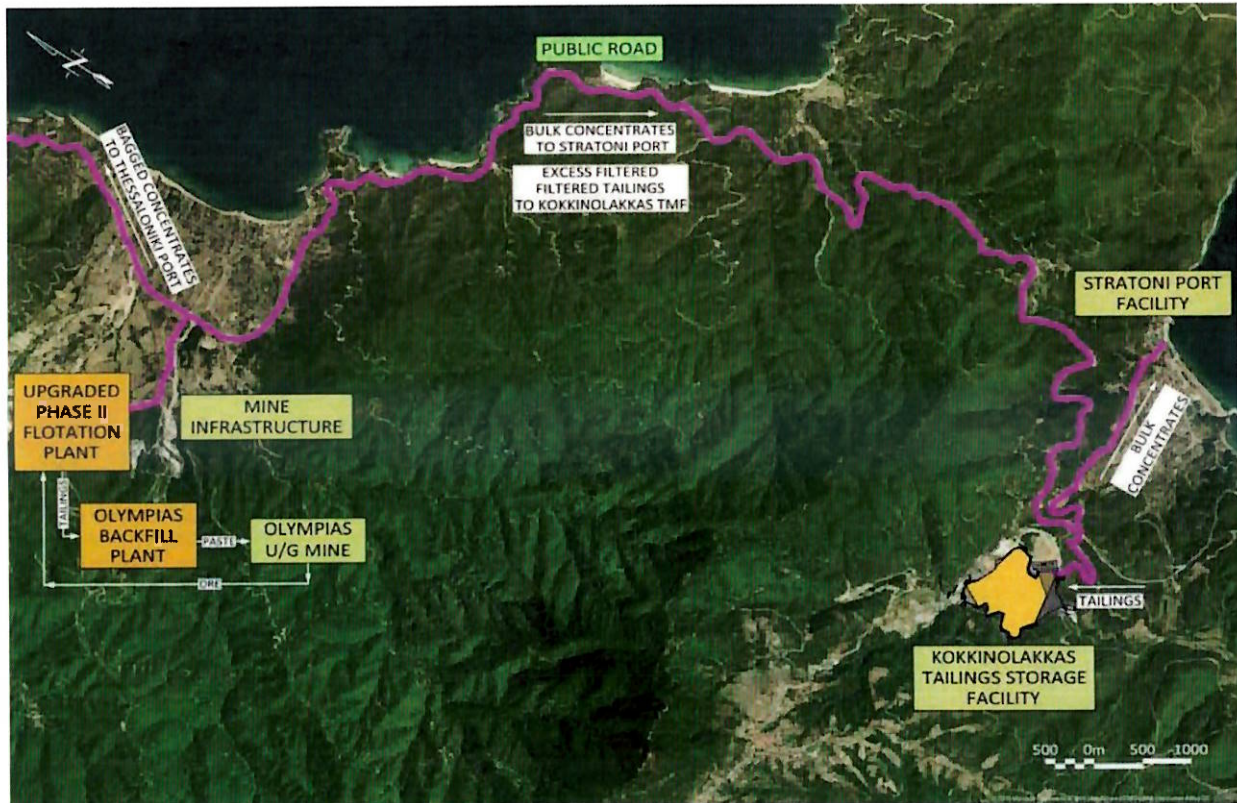 PUBLIC ROAD
BAGGED CONCENTRATES
TO THESSALONIKI PORT
BULK CONCENTRATES
TO STRATONI PORT
EXCESS FILTERED
FILTERED TAILINGS
TO KOKKINOLAKKAS TMF
STRATONI PORT
FACILITY
BULK
CONCENTRATES
UPGRADED
PHASE II
FLOTATION
PLANT
MINE
INFRASTRUCTURE
TAILINGS
OLYMPIAS
BACKFILL
PLANT
PASTE
OLYMPIAS
U/G MINE
ORE
TAILINGS
KOKKINOLAKKAS
TAILINGS STORAGE
FACILITY
500 0m 500 1000